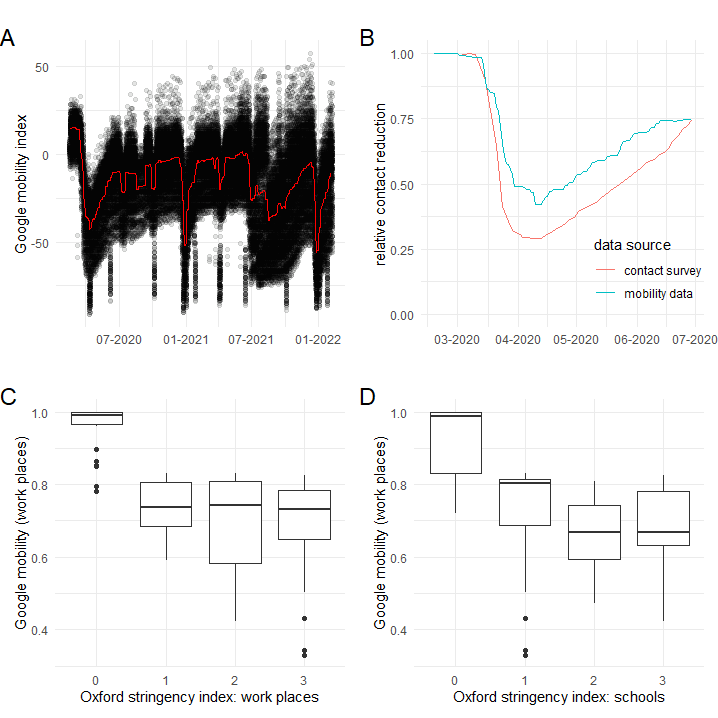 A
Google mobility index
50
0
-50
07-2020
01-2021
07-2021
01-2022
B
relative contact reduction
1.00
0.75
0.50
0.25
0.00
data source
contact survey
mobility data
03-2020
04-2020
05-2020
06-2020
07-2020
C
Google mobility (work places)
1.0
0.8
0.6
0.4
0
1
2
3
Oxford stringency index: work places
D
Google mobility (work places)
1.0
0.8
0.6
0.4
0
1
2
3
Oxford stringency index: schools